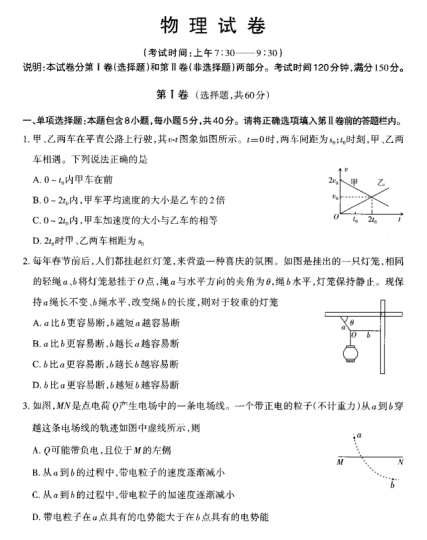 物理试卷
(考试时间:上午7:30——9:30)
说明:本试卷分第Ⅰ卷(选择题)和第Ⅱ卷(非选择题)两部分。考试时间120分钟,满分150分。
第Ⅰ卷 (选择题,共60分)
一、单项选择题:本题包含8小题,每小题5分,共40分。请将正确选项填入第Ⅱ卷前的答题栏内。
1. 甲、乙两车在平直公路上行驶,其v-t图象如图所示。t=0时,两车间距为s₀;t₀时刻,甲、乙两
车相遇。下列说法正确的是
A. 0~t₀内甲车在前
B. 0~2t₀内,甲车平均速度的大小是乙车的2倍
C. 0~2t₀内,甲车加速度的大小与乙车的相等
D. 2t₀时甲、乙两车相距为s₀
v
2v₀
甲
乙
v₀
O
t₀
2t₀
t
2. 每年春节前后,人们都挂起红灯笼,来营造一种喜庆的氛围。如图是挂出的一只灯笼,相同
的轻绳a、b将灯笼悬挂于O点,绳a与水平方向的夹角为θ,绳b水平,灯笼保持静止。现保
持a绳长不变、b绳水平,改变绳b的长度,则对于较重的灯笼
A. a比b更容易断,b越短a越容易断
B. a比b更容易断,b越长a越容易断
C. b比a更容易断,b越长b越容易断
D. b比a更容易断,b越短b越容易断
a
θ
O
b
3. 如图,MN是点电荷Q产生电场中的一条电场线。一个带正电的粒子(不计重力)从a到b穿
越这条电场线的轨迹如图中虚线所示,则
A. Q可能带负电,且位于M的左侧
B. 从a到b的过程中,带电粒子的速度逐渐减小
C. 从a到b的过程中,带电粒子的加速度逐渐减小
D. 带电粒子在a点具有的电势能大于在b点具有的电势能
a
M
N
b